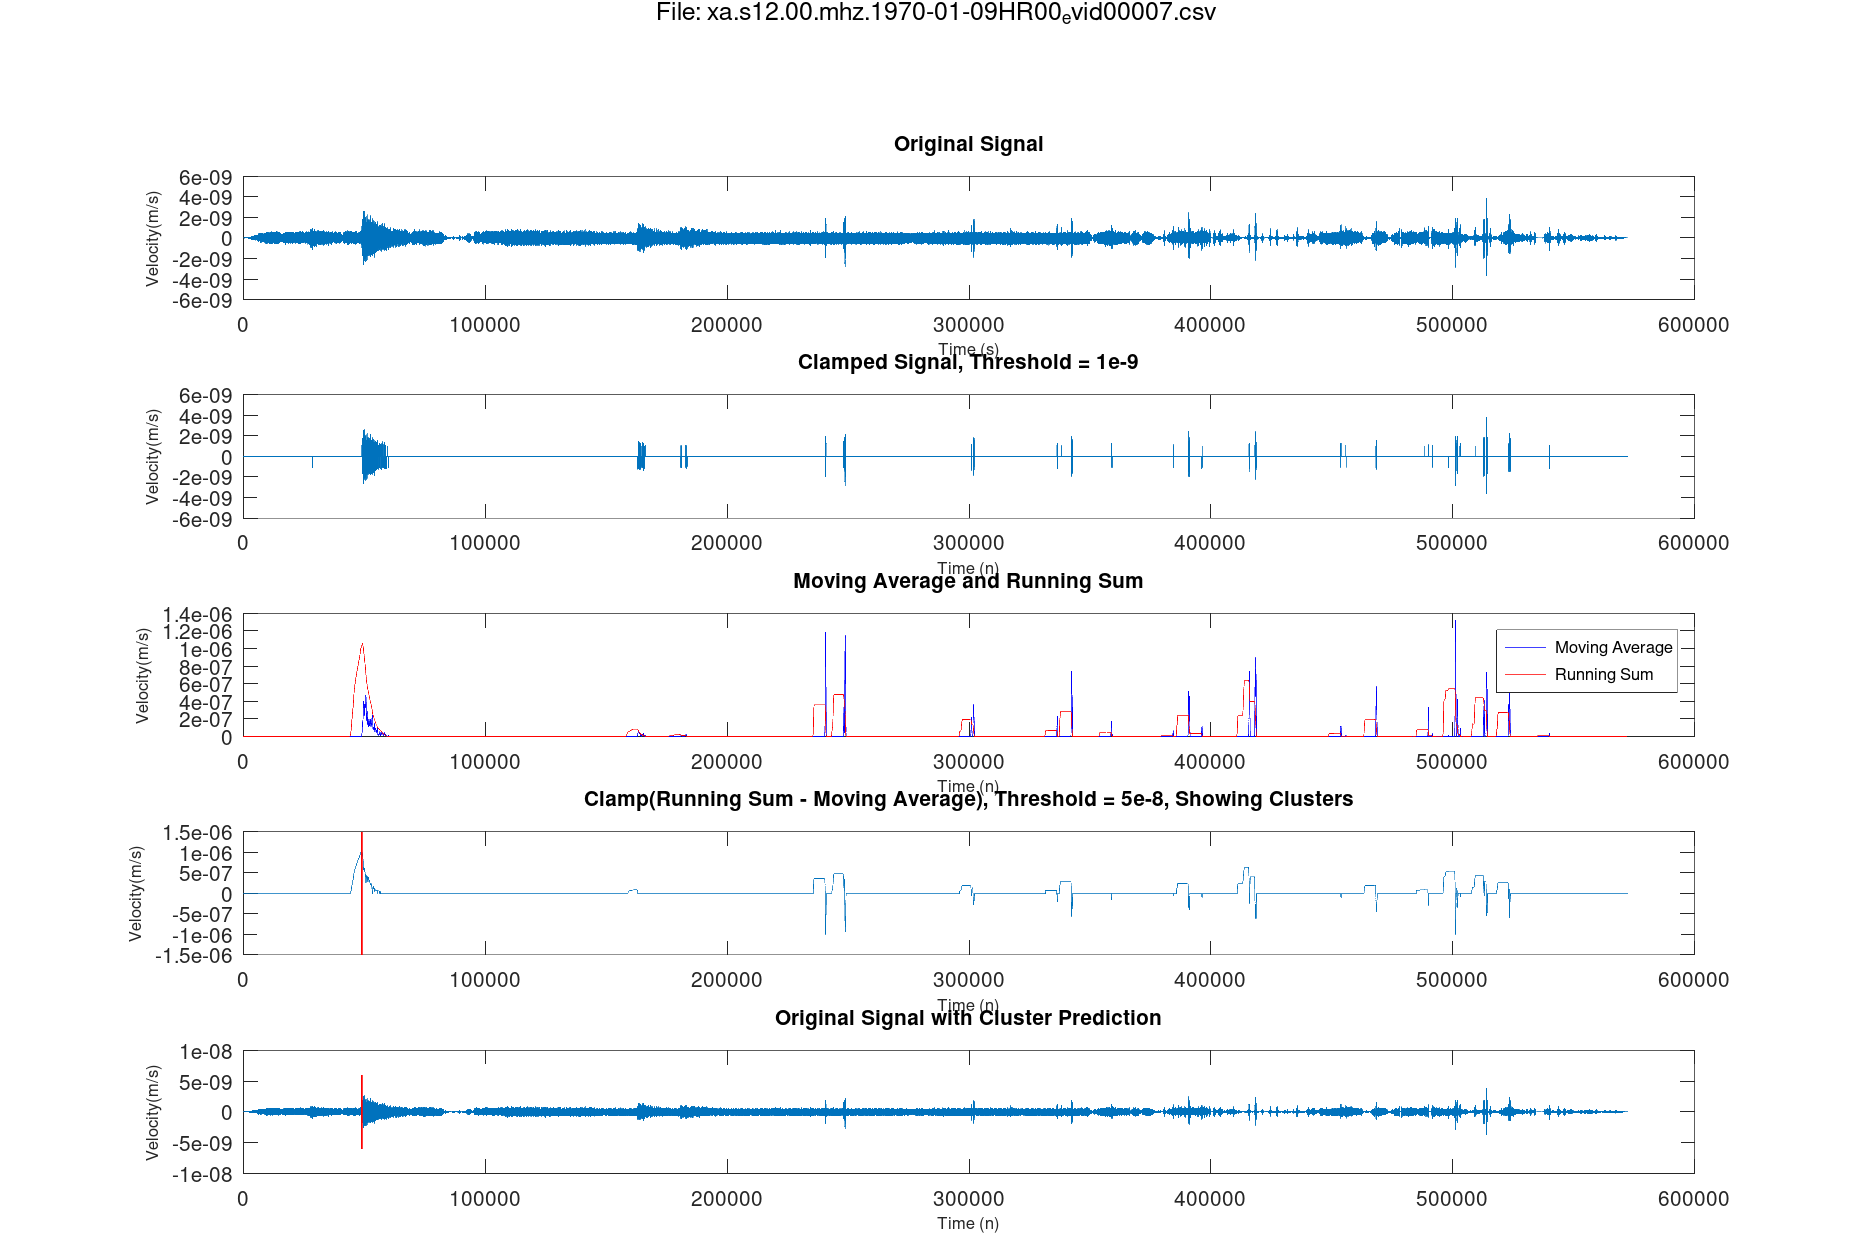 File: xa.s12.00.mhz.1970-01-09HR00evid00007.csv
Original Signal
Velocity(m/s)
6e-09
4e-09
2e-09
0
-2e-09
-4e-09
-6e-09
0 100000 200000 300000 400000 500000 600000
Time (s)
Clamped Signal, Threshold = 1e-9
Velocity(m/s)
6e-09
4e-09
2e-09
0
-2e-09
-4e-09
-6e-09
0 100000 200000 300000 400000 500000 600000
Time (n)
Moving Average and Running Sum
Velocity(m/s)
1.4e-06
1.2e-06
1e-06
8e-07
6e-07
4e-07
2e-07
0
Moving Average
Running Sum
0 100000 200000 300000 400000 500000 600000
Time (n)
Clamp(Running Sum - Moving Average), Threshold = 5e-8, Showing Clusters
Velocity(m/s)
1.5e-06
1e-06
5e-07
0
-5e-07
-1e-06
-1.5e-06
0 100000 200000 300000 400000 500000 600000
Time (n)
Original Signal with Cluster Prediction
Velocity(m/s)
1e-08
5e-09
0
-5e-09
-1e-08
0 100000 200000 300000 400000 500000 600000
Time (n)